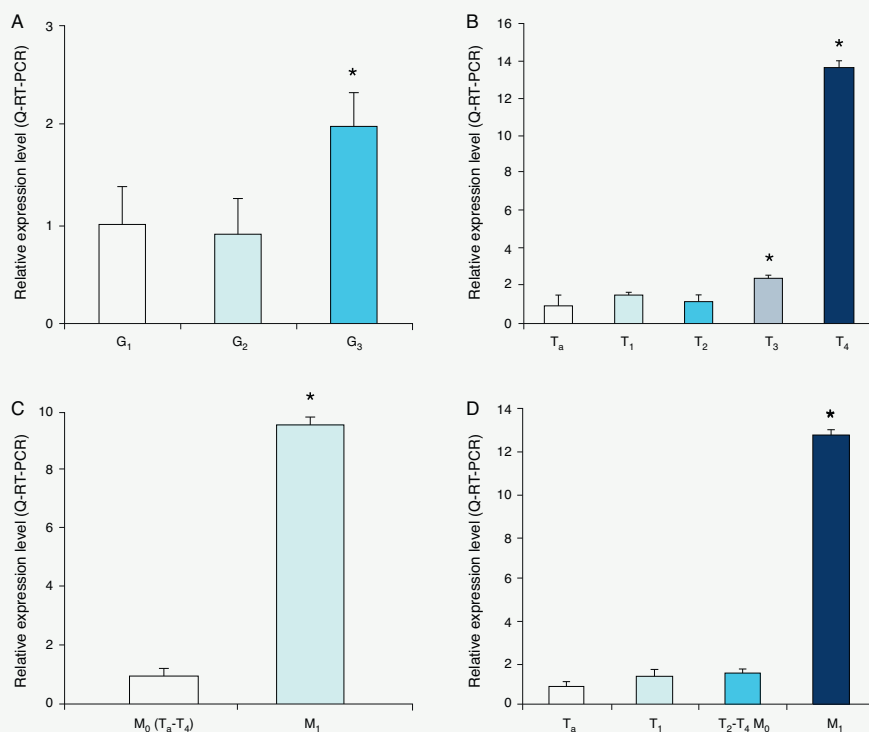 A
Relative expression level (Q-RT-PCR)
3
2
1
0
*
G₁ G₂ G₃
B
Relative expression level (Q-RT-PCR)
16
14
12
10
8
6
4
2
0
*
*
Tₐ T₁ T₂ T₃ T₄
C
Relative expression level (Q-RT-PCR)
10
8
6
4
2
0
*
M₀ (Tₐ-T₄) M₁
D
Relative expression level (Q-RT-PCR)
14
12
10
8
6
4
2
0
*
Tₐ T₁ T₂-T₄ M₀ M₁